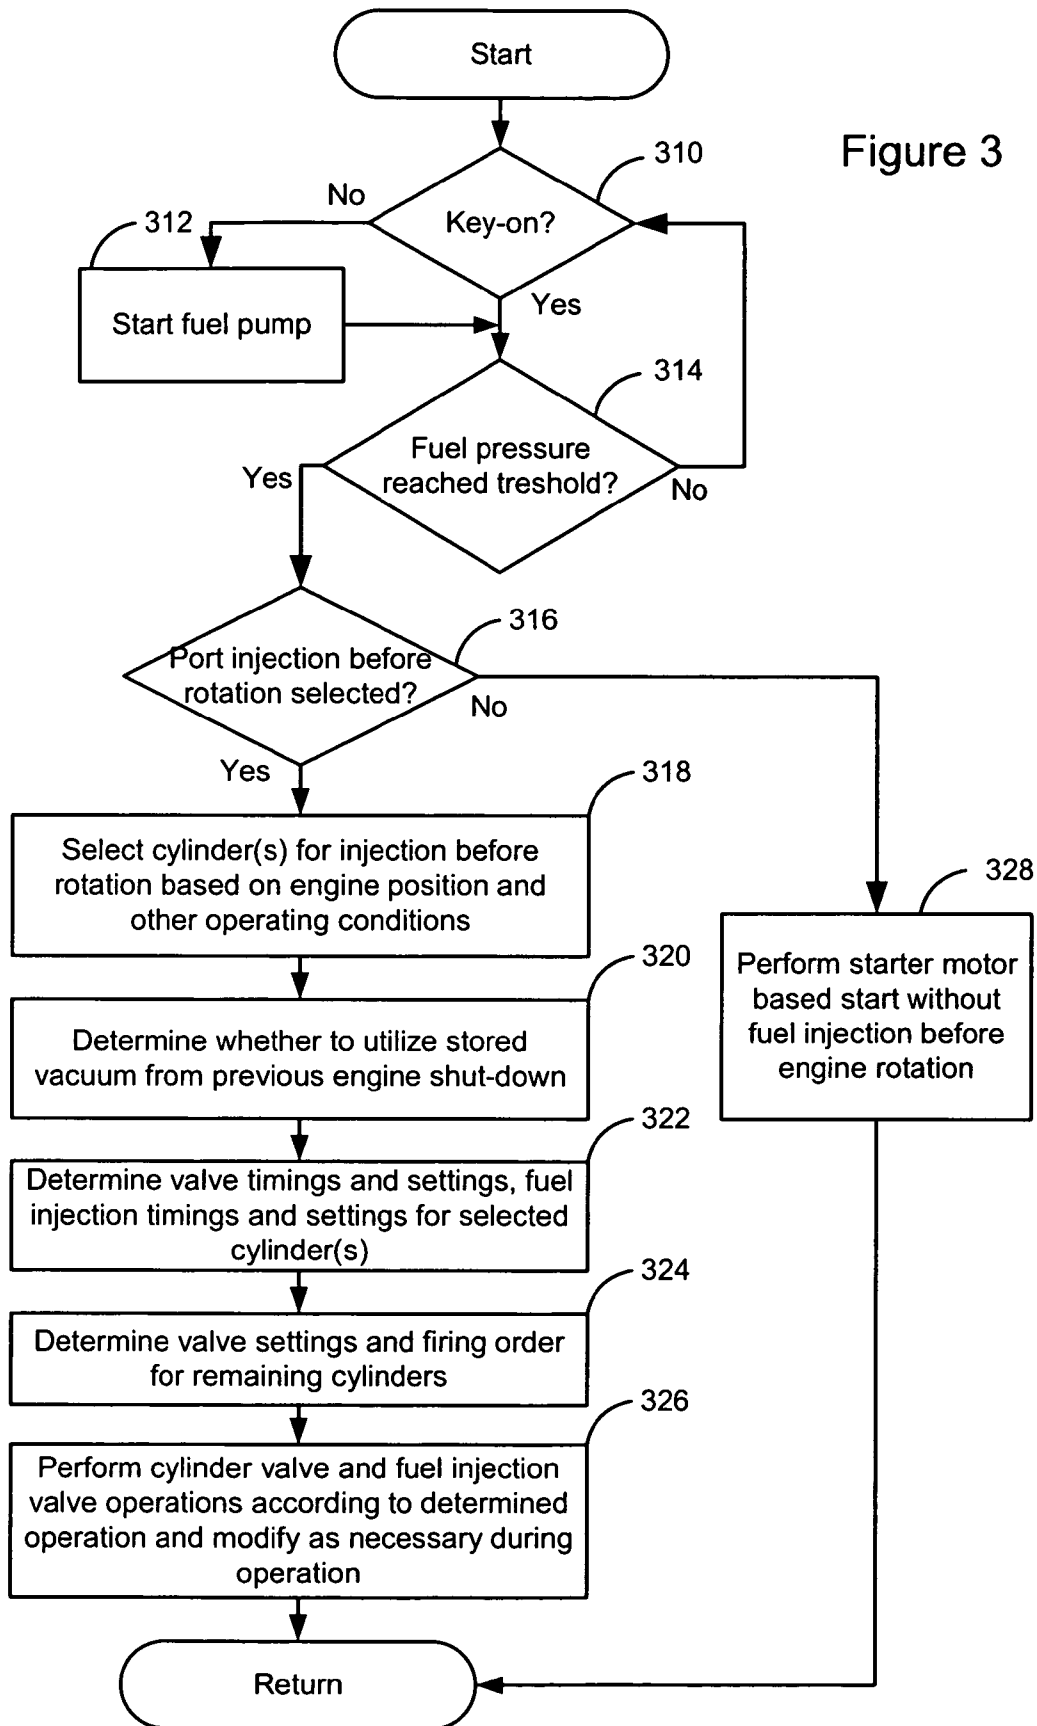 Start
Figure 3
310
Key-on?
No
312
Yes
Start fuel pump
314
Fuel pressure
reached treshold?
Yes
No
316
Port injection before
rotation selected?
No
Yes
318
Select cylinder(s) for injection before
rotation based on engine position and
other operating conditions
328
Perform starter motor
based start without
fuel injection before
engine rotation
320
Determine whether to utilize stored
vacuum from previous engine shut-down
322
Determine valve timings and settings, fuel
injection timings and settings for selected
cylinder(s)
324
Determine valve settings and firing order
for remaining cylinders
326
Perform cylinder valve and fuel injection
valve operations according to determined
operation and modify as necessary during
operation
Return